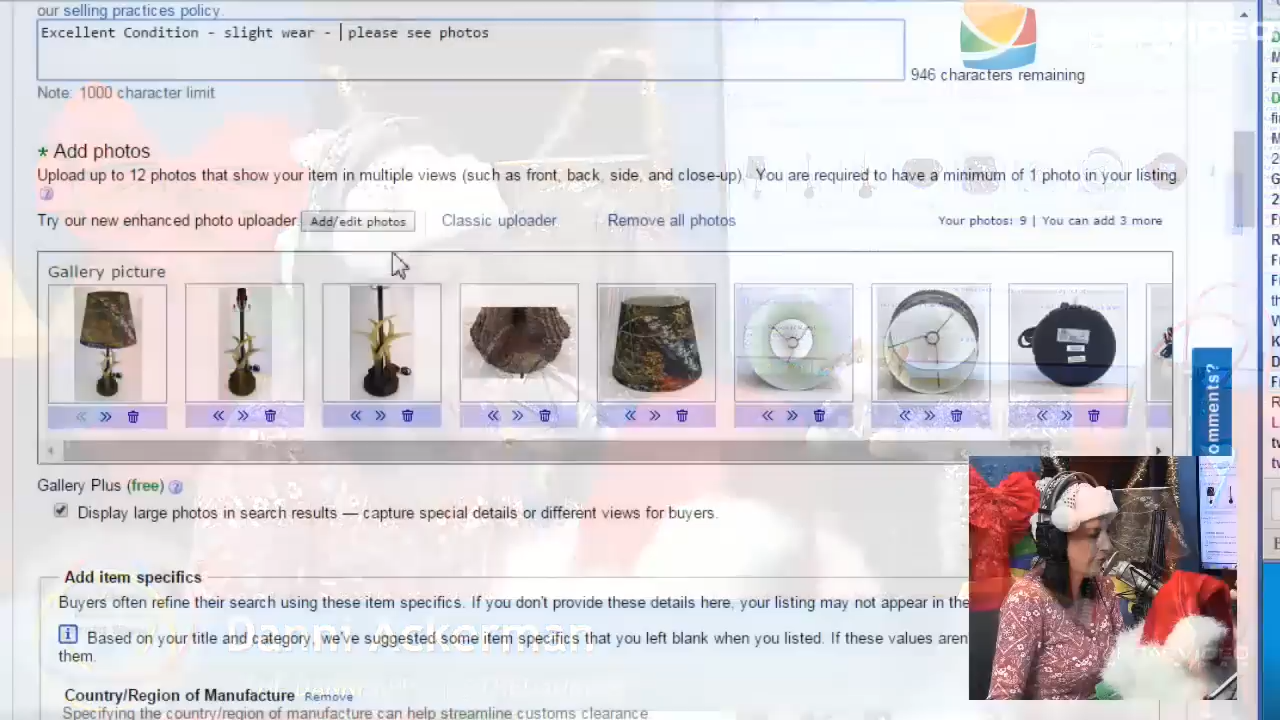 our selling practices policy.
Excellent Condition - slight wear - please see photos
946 characters remaining
Note: 1000 character limit
* Add photos
Upload up to 12 photos that show your item in multiple views (such as front, back, side, and close-up). You are required to have a minimum of 1 photo in your listing
Try our new enhanced photo uploader Add/edit photos Classic uploader Remove all photos Your photos: 9 | You can add 3 more
Gallery picture
omments?
Gallery Plus (free)
Display large photos in search results — capture special details or different views for buyers.
Add item specifics
Buyers often refine their search using these item specifics. If you don't provide these details here, your listing may not appear in the
Based on your title and category, we've suggested some item specifics that you left blank when you listed. If these values aren
them.
Danni Ackerman
Country/Region of Manufacture Remove
Specifying the country/region of manufacture can help streamline customs clearance